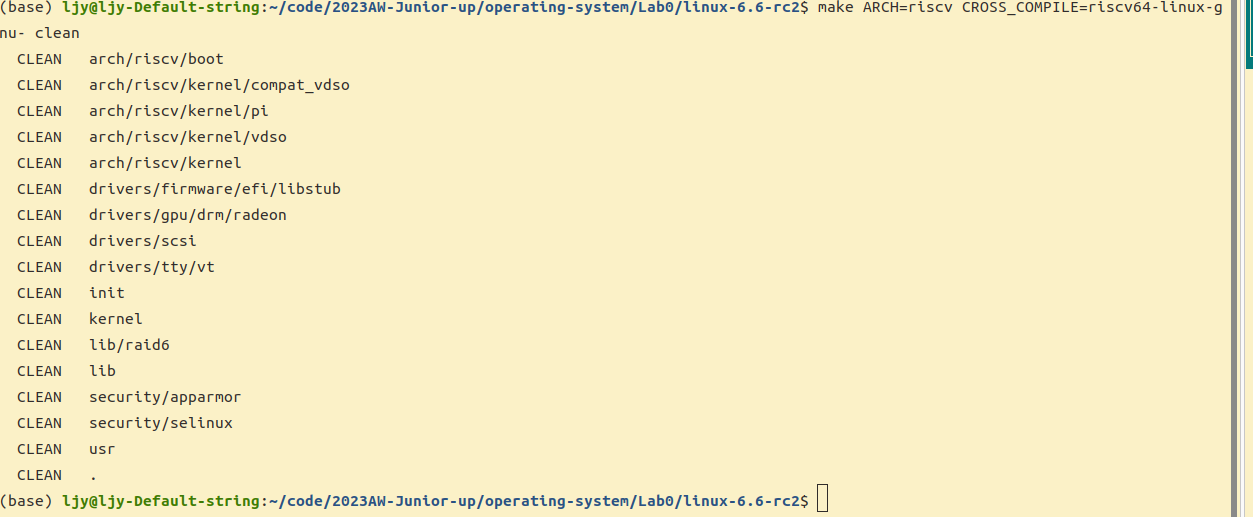 (base) ljy@ljy-Default-string:~/code/2023AW-Junior-up/operating-system/Lab0/linux-6.6-rc2$ make ARCH=riscv CROSS_COMPILE=riscv64-linux-g
nu- clean
  CLEAN   arch/riscv/boot
  CLEAN   arch/riscv/kernel/compat_vdso
  CLEAN   arch/riscv/kernel/pi
  CLEAN   arch/riscv/kernel/vdso
  CLEAN   arch/riscv/kernel
  CLEAN   drivers/firmware/efi/libstub
  CLEAN   drivers/gpu/drm/radeon
  CLEAN   drivers/scsi
  CLEAN   drivers/tty/vt
  CLEAN   init
  CLEAN   kernel
  CLEAN   lib/raid6
  CLEAN   lib
  CLEAN   security/apparmor
  CLEAN   security/selinux
  CLEAN   usr
  CLEAN   .
(base) ljy@ljy-Default-string:~/code/2023AW-Junior-up/operating-system/Lab0/linux-6.6-rc2$